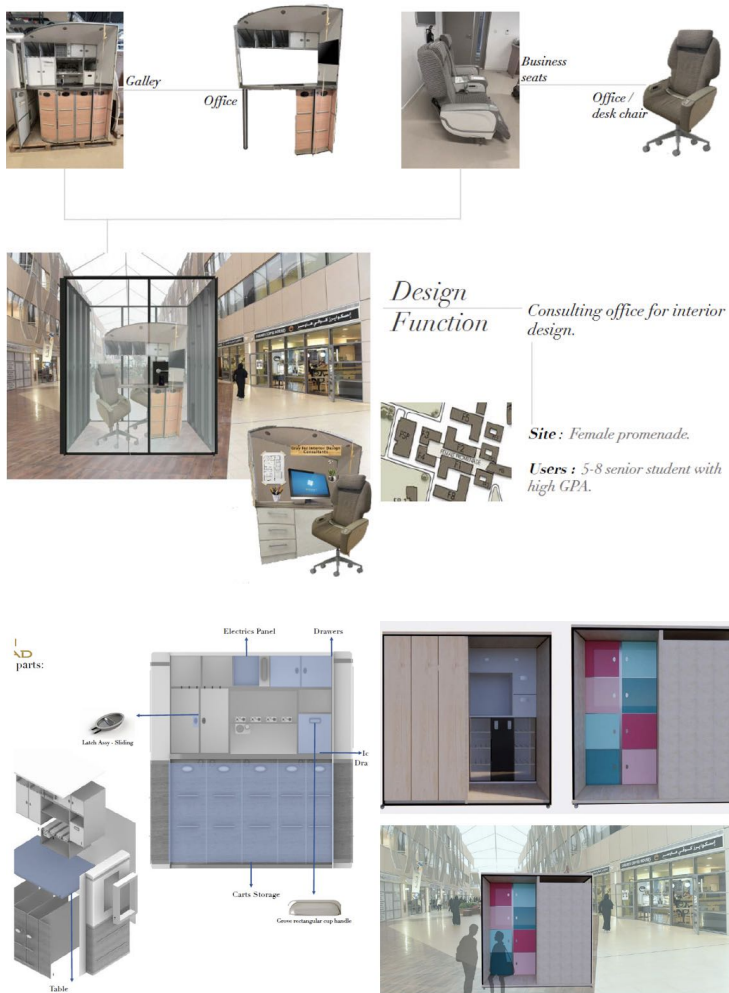 Galley
Office
Business
seats
Office /
desk chair
Design
Function
Consulting office for interior
design.
Site : Female promenade.
Users : 5-8 senior student with
high GPA.
parts:
Electrics Panel
Drawers
Latch Assy - Sliding
Carts Storage
Grove rectangular cup handle
Table